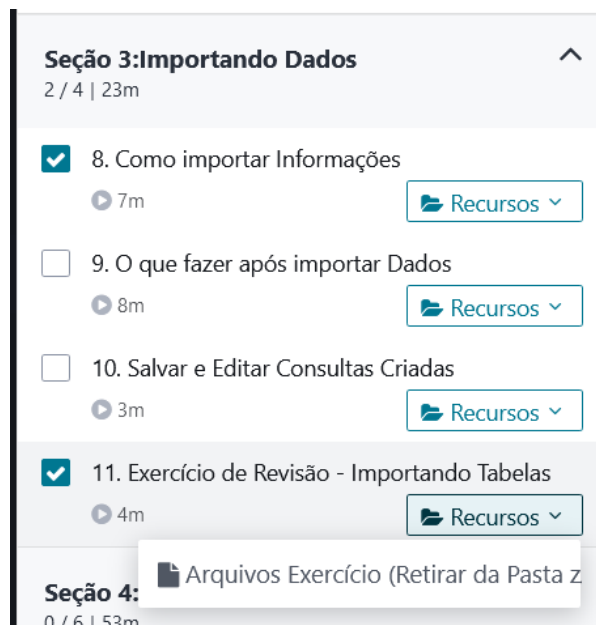 Seção 3:Importando Dados
2 / 4 | 23m
8. Como importar Informações
7m
Recursos
9. O que fazer após importar Dados
8m
Recursos
10. Salvar e Editar Consultas Criadas
3m
Recursos
11. Exercício de Revisão - Importando Tabelas
4m
Recursos
Arquivos Exercício (Retirar da Pasta z
Seção 4:
0 / 6 | 53m